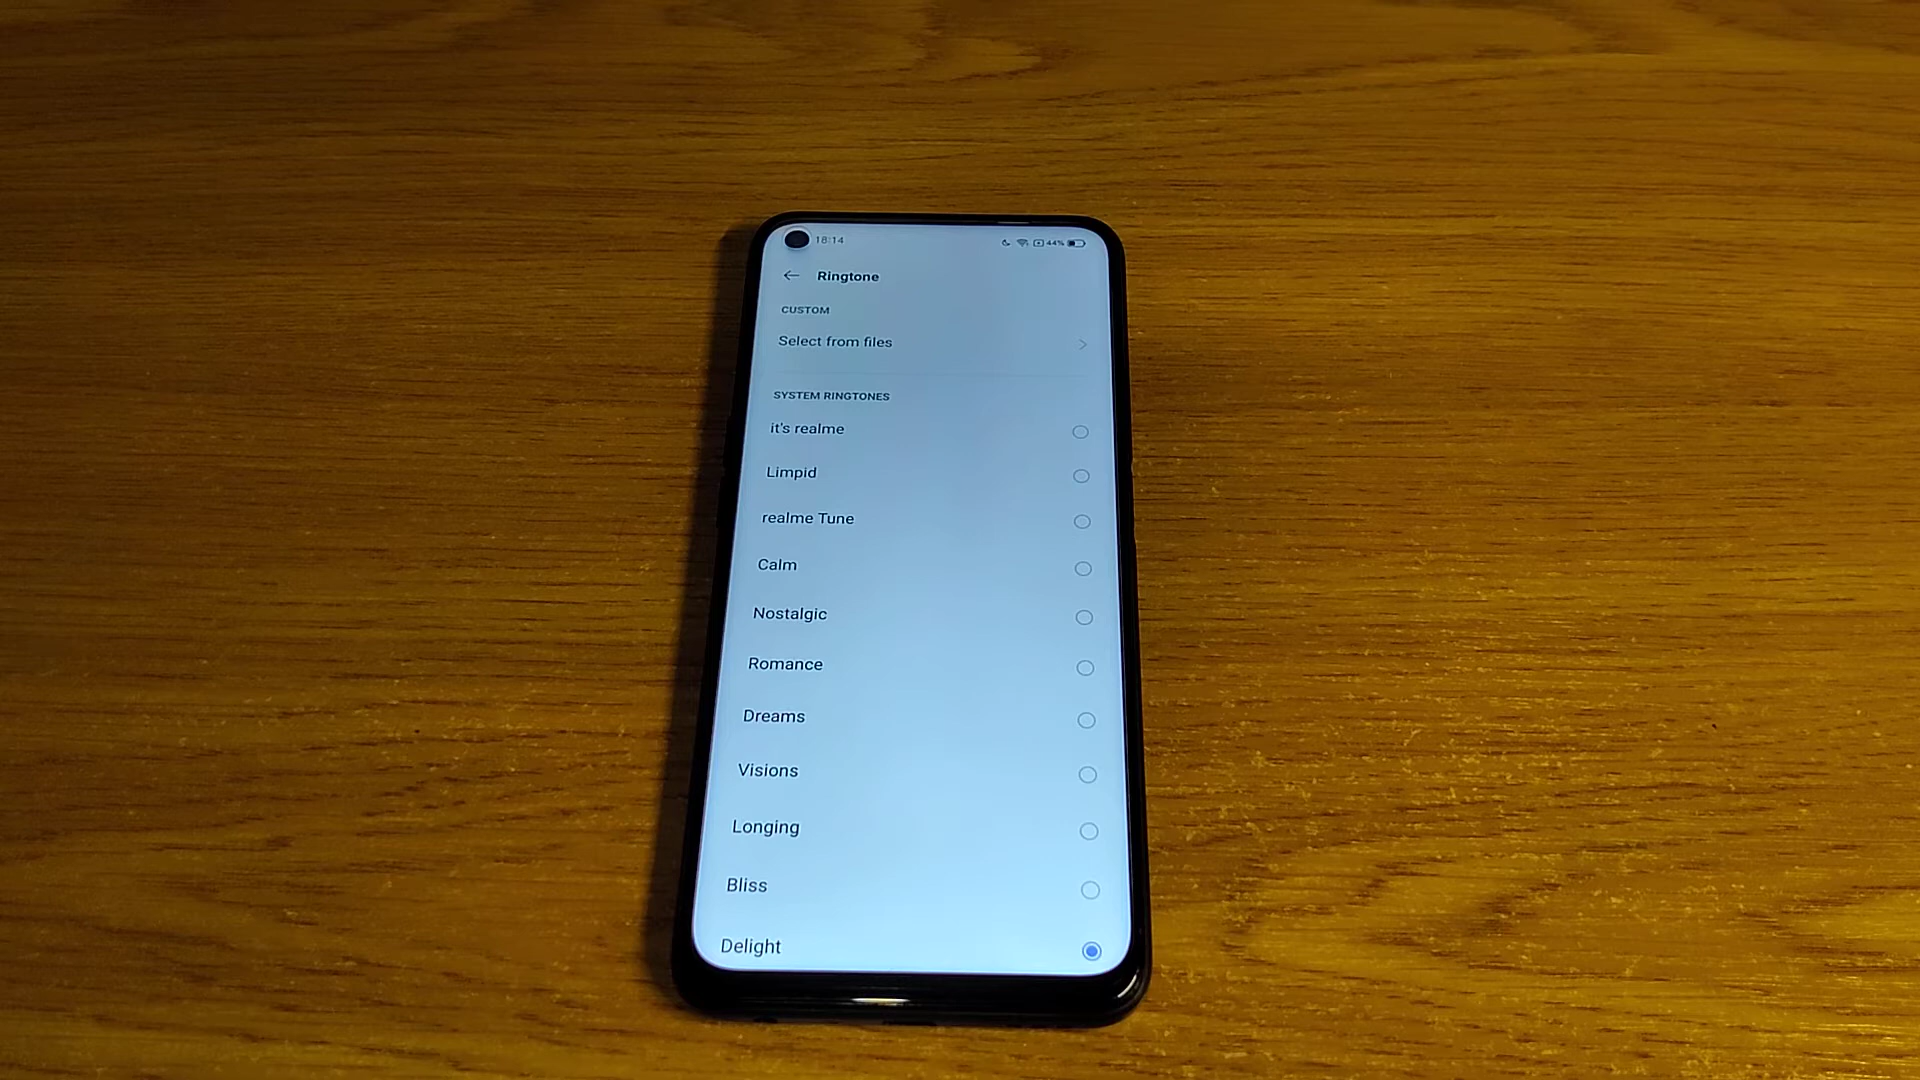 18:14 44%
Ringtone
CUSTOM
Select from files
SYSTEM RINGTONES
it's realme
Limpid
realme Tune
Calm
Nostalgic
Romance
Dreams
Visions
Longing
Bliss
Delight